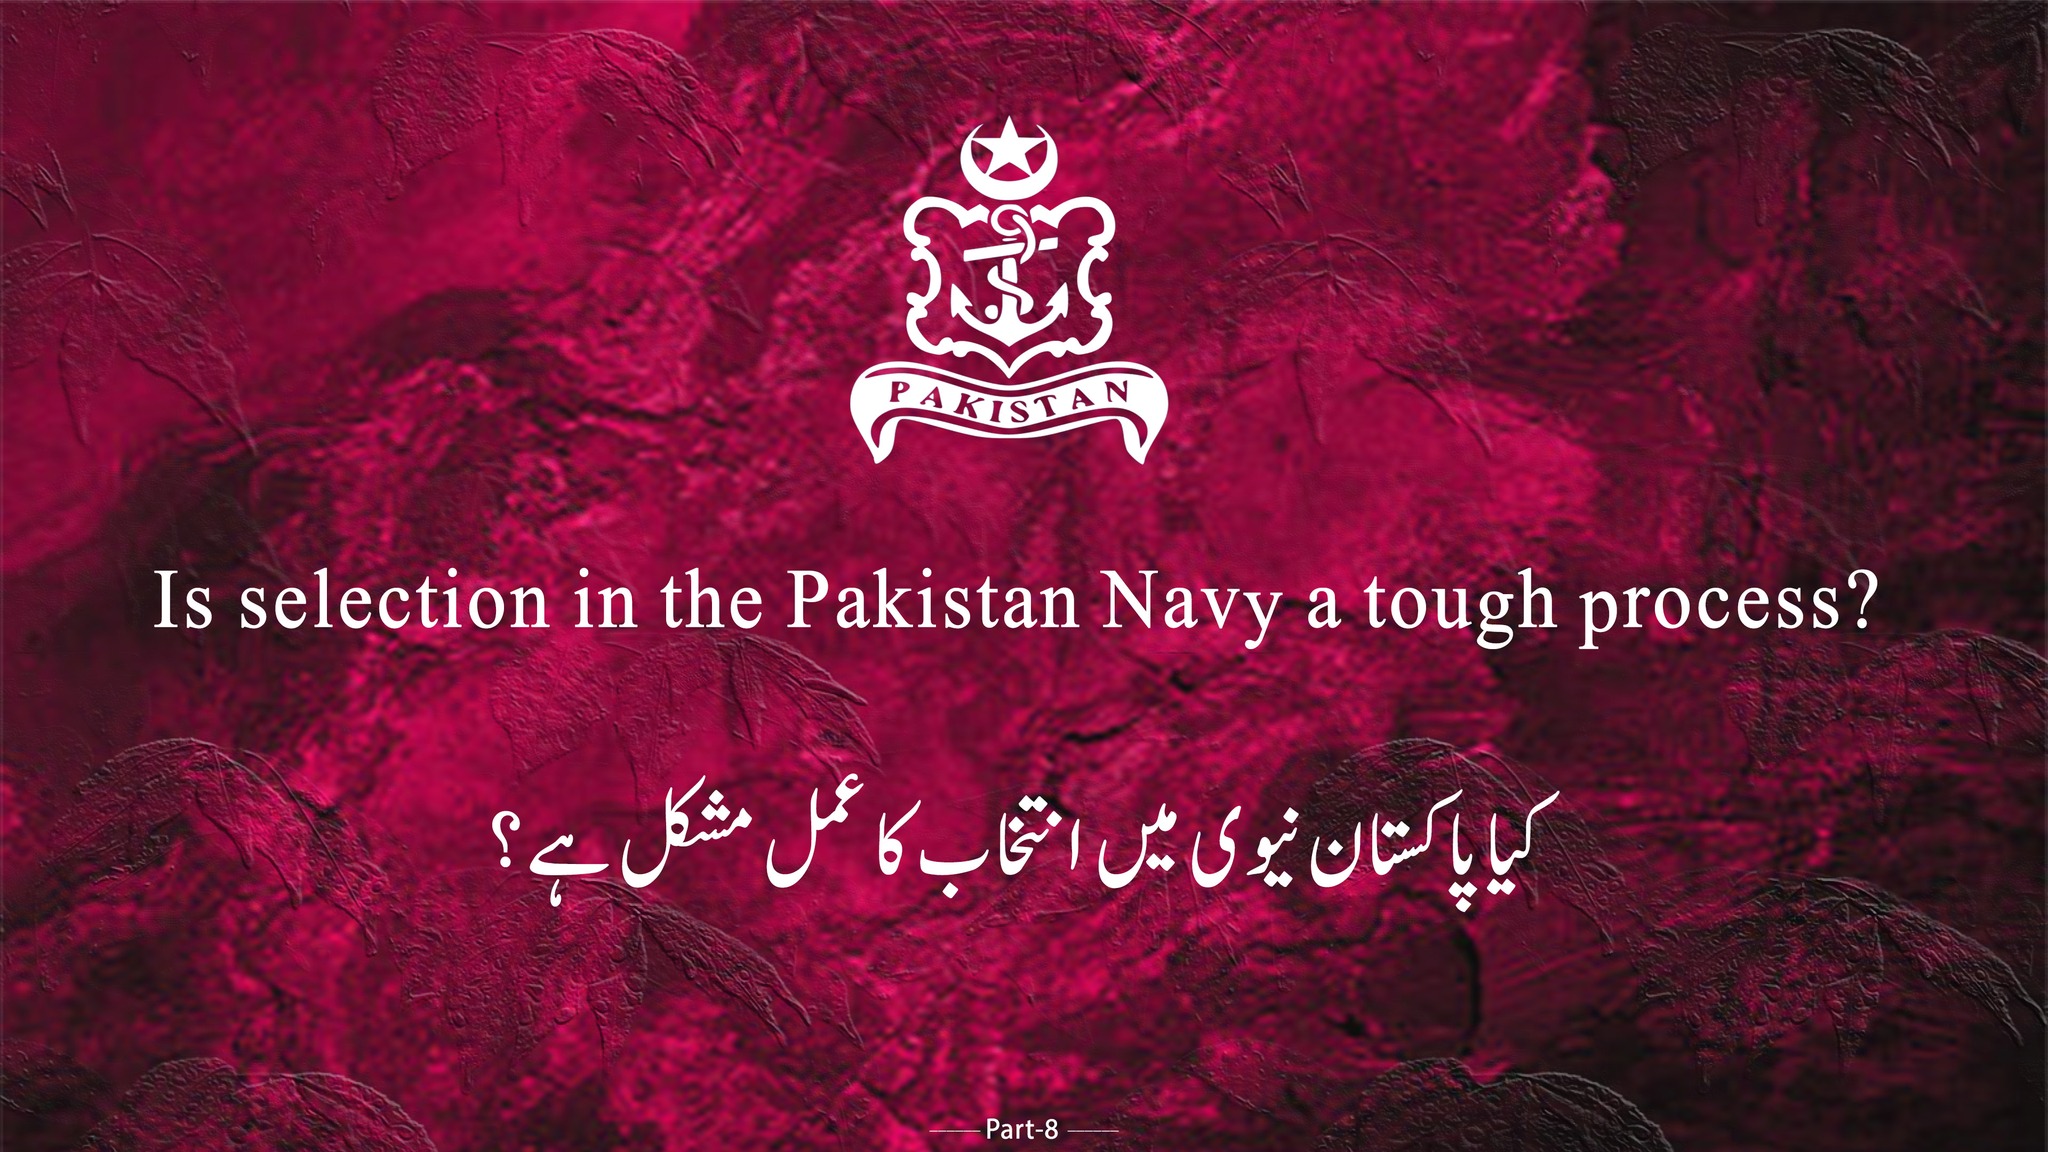 PAKISTAN
Is selection in the Pakistan Navy a tough process?
کیا پاکستان نیوی میں انتخاب کا عمل مشکل ہے؟
Part-8